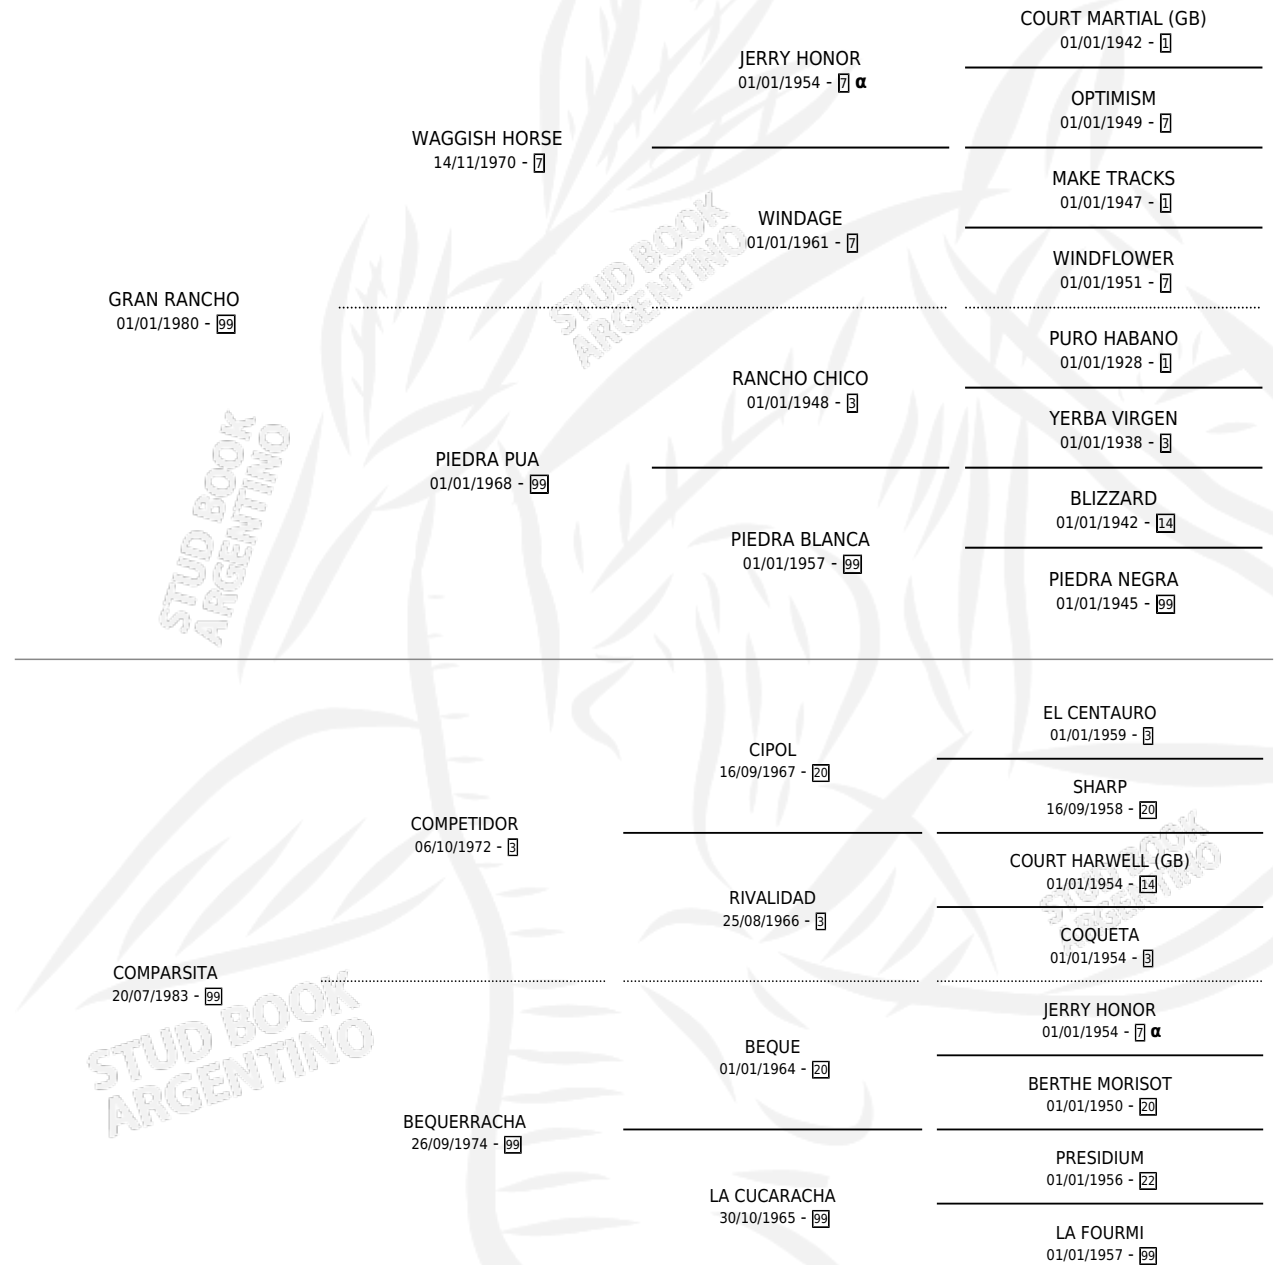 COURT MARTIAL (GB)
01/01/1942 - 1
JERRY HONOR
01/01/1954 - 7 α
OPTIMISM
01/01/1949 - 7
WAGGISH HORSE
14/11/1970 - 7
MAKE TRACKS
01/01/1947 - 1
WINDAGE
01/01/1961 - 7
WINDFLOWER
01/01/1951 - 7
GRAN RANCHO
01/01/1980 - 99
PURO HABANO
01/01/1928 - 1
RANCHO CHICO
01/01/1948 - 3
YERBA VIRGEN
01/01/1938 - 3
PIEDRA PUA
01/01/1968 - 99
BLIZZARD
01/01/1942 - 14
PIEDRA BLANCA
01/01/1957 - 99
PIEDRA NEGRA
01/01/1945 - 99
EL CENTAURO
01/01/1959 - 3
CIPOL
16/09/1967 - 20
SHARP
16/09/1958 - 20
COMPETIDOR
06/10/1972 - 3
COURT HARWELL (GB)
01/01/1954 - 14
RIVALIDAD
25/08/1966 - 3
COQUETA
01/01/1954 - 3
COMPARSITA
20/07/1983 - 99
JERRY HONOR
01/01/1954 - 7 α
BEQUE
01/01/1964 - 20
BERTHE MORISOT
01/01/1950 - 20
BEQUERRACHA
26/09/1974 - 99
PRESIDIUM
01/01/1956 - 22
LA CUCARACHA
30/10/1965 - 99
LA FOURMI
01/01/1957 - 99
STUD BOOK
ARGENTINO
STUD BOOK
ARGENTINO
STUD BOOK
ARGENTINO
STUD BOOK
ARGENTINO